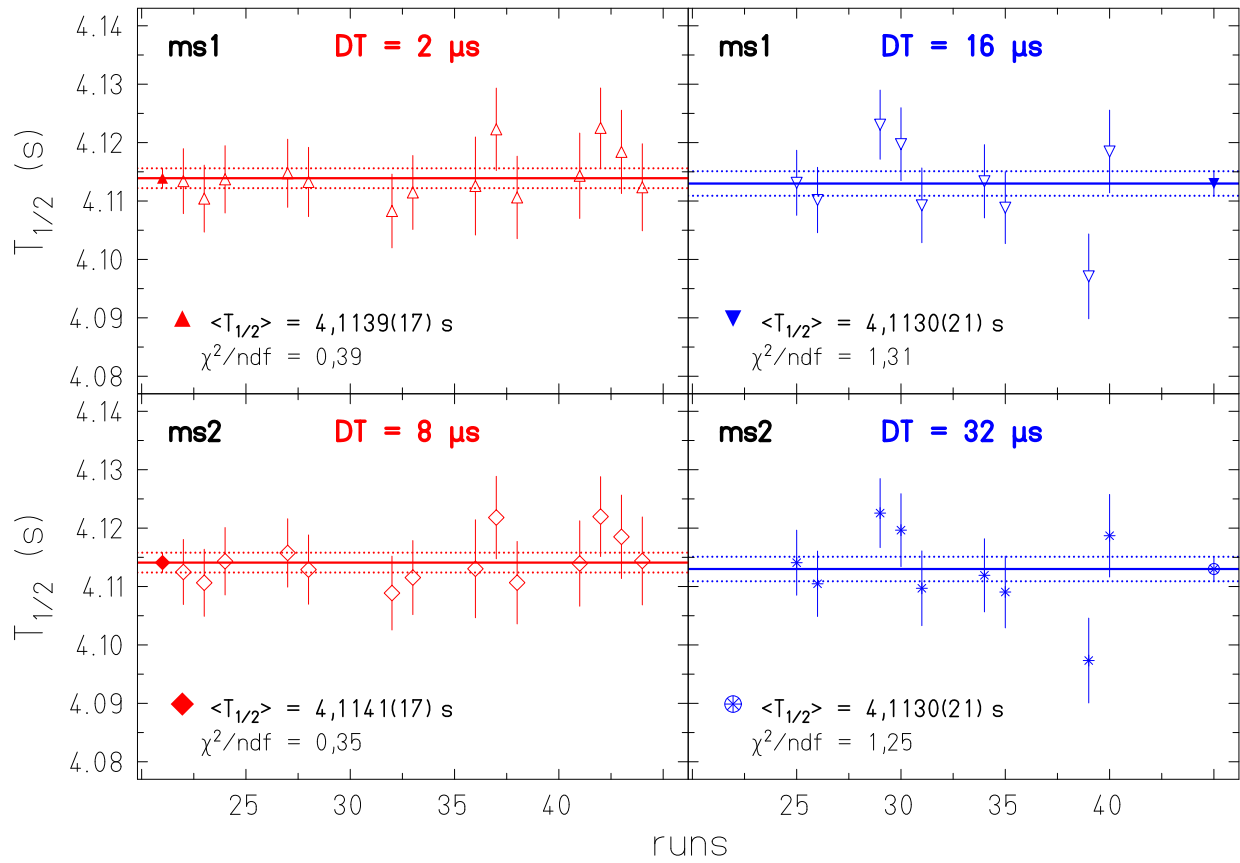 ms1 DT = 2 µs
ms1 DT = 16 µs
4.14
4.13
4.12
4.11
4.10
4.09
4.08
T1/2 (s)
<T1/2> = 4,1139(17) s
χ²/ndf = 0,39
<T1/2> = 4,1130(21) s
χ²/ndf = 1,31
ms2 DT = 8 µs
ms2 DT = 32 µs
4.14
4.13
4.12
4.11
4.10
4.09
4.08
T1/2 (s)
<T1/2> = 4,1141(17) s
χ²/ndf = 0,35
<T1/2> = 4,1130(21) s
χ²/ndf = 1,25
25 30 35 40 25 30 35 40
runs